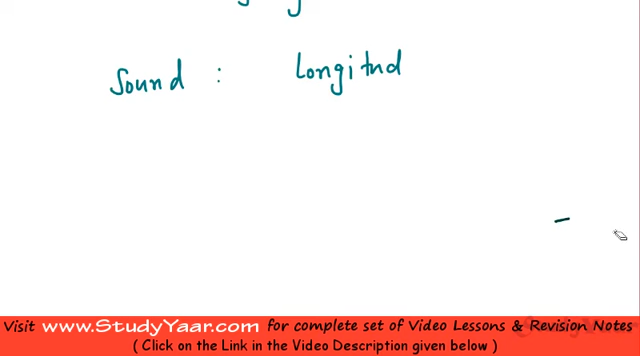 Sound : Longitud
Visit www.StudyYaar.com for complete set of Video Lessons & Revision Notes
( Click on the Link in the Video Description given below )